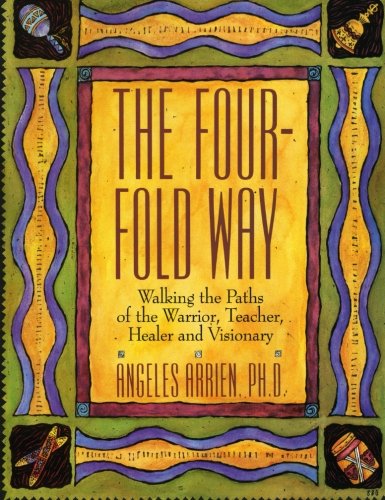 THE FOUR-
FOLD WAY
Walking the Paths
of the Warrior, Teacher,
Healer and Visionary
ANGELES ARRIEN, PH.D.